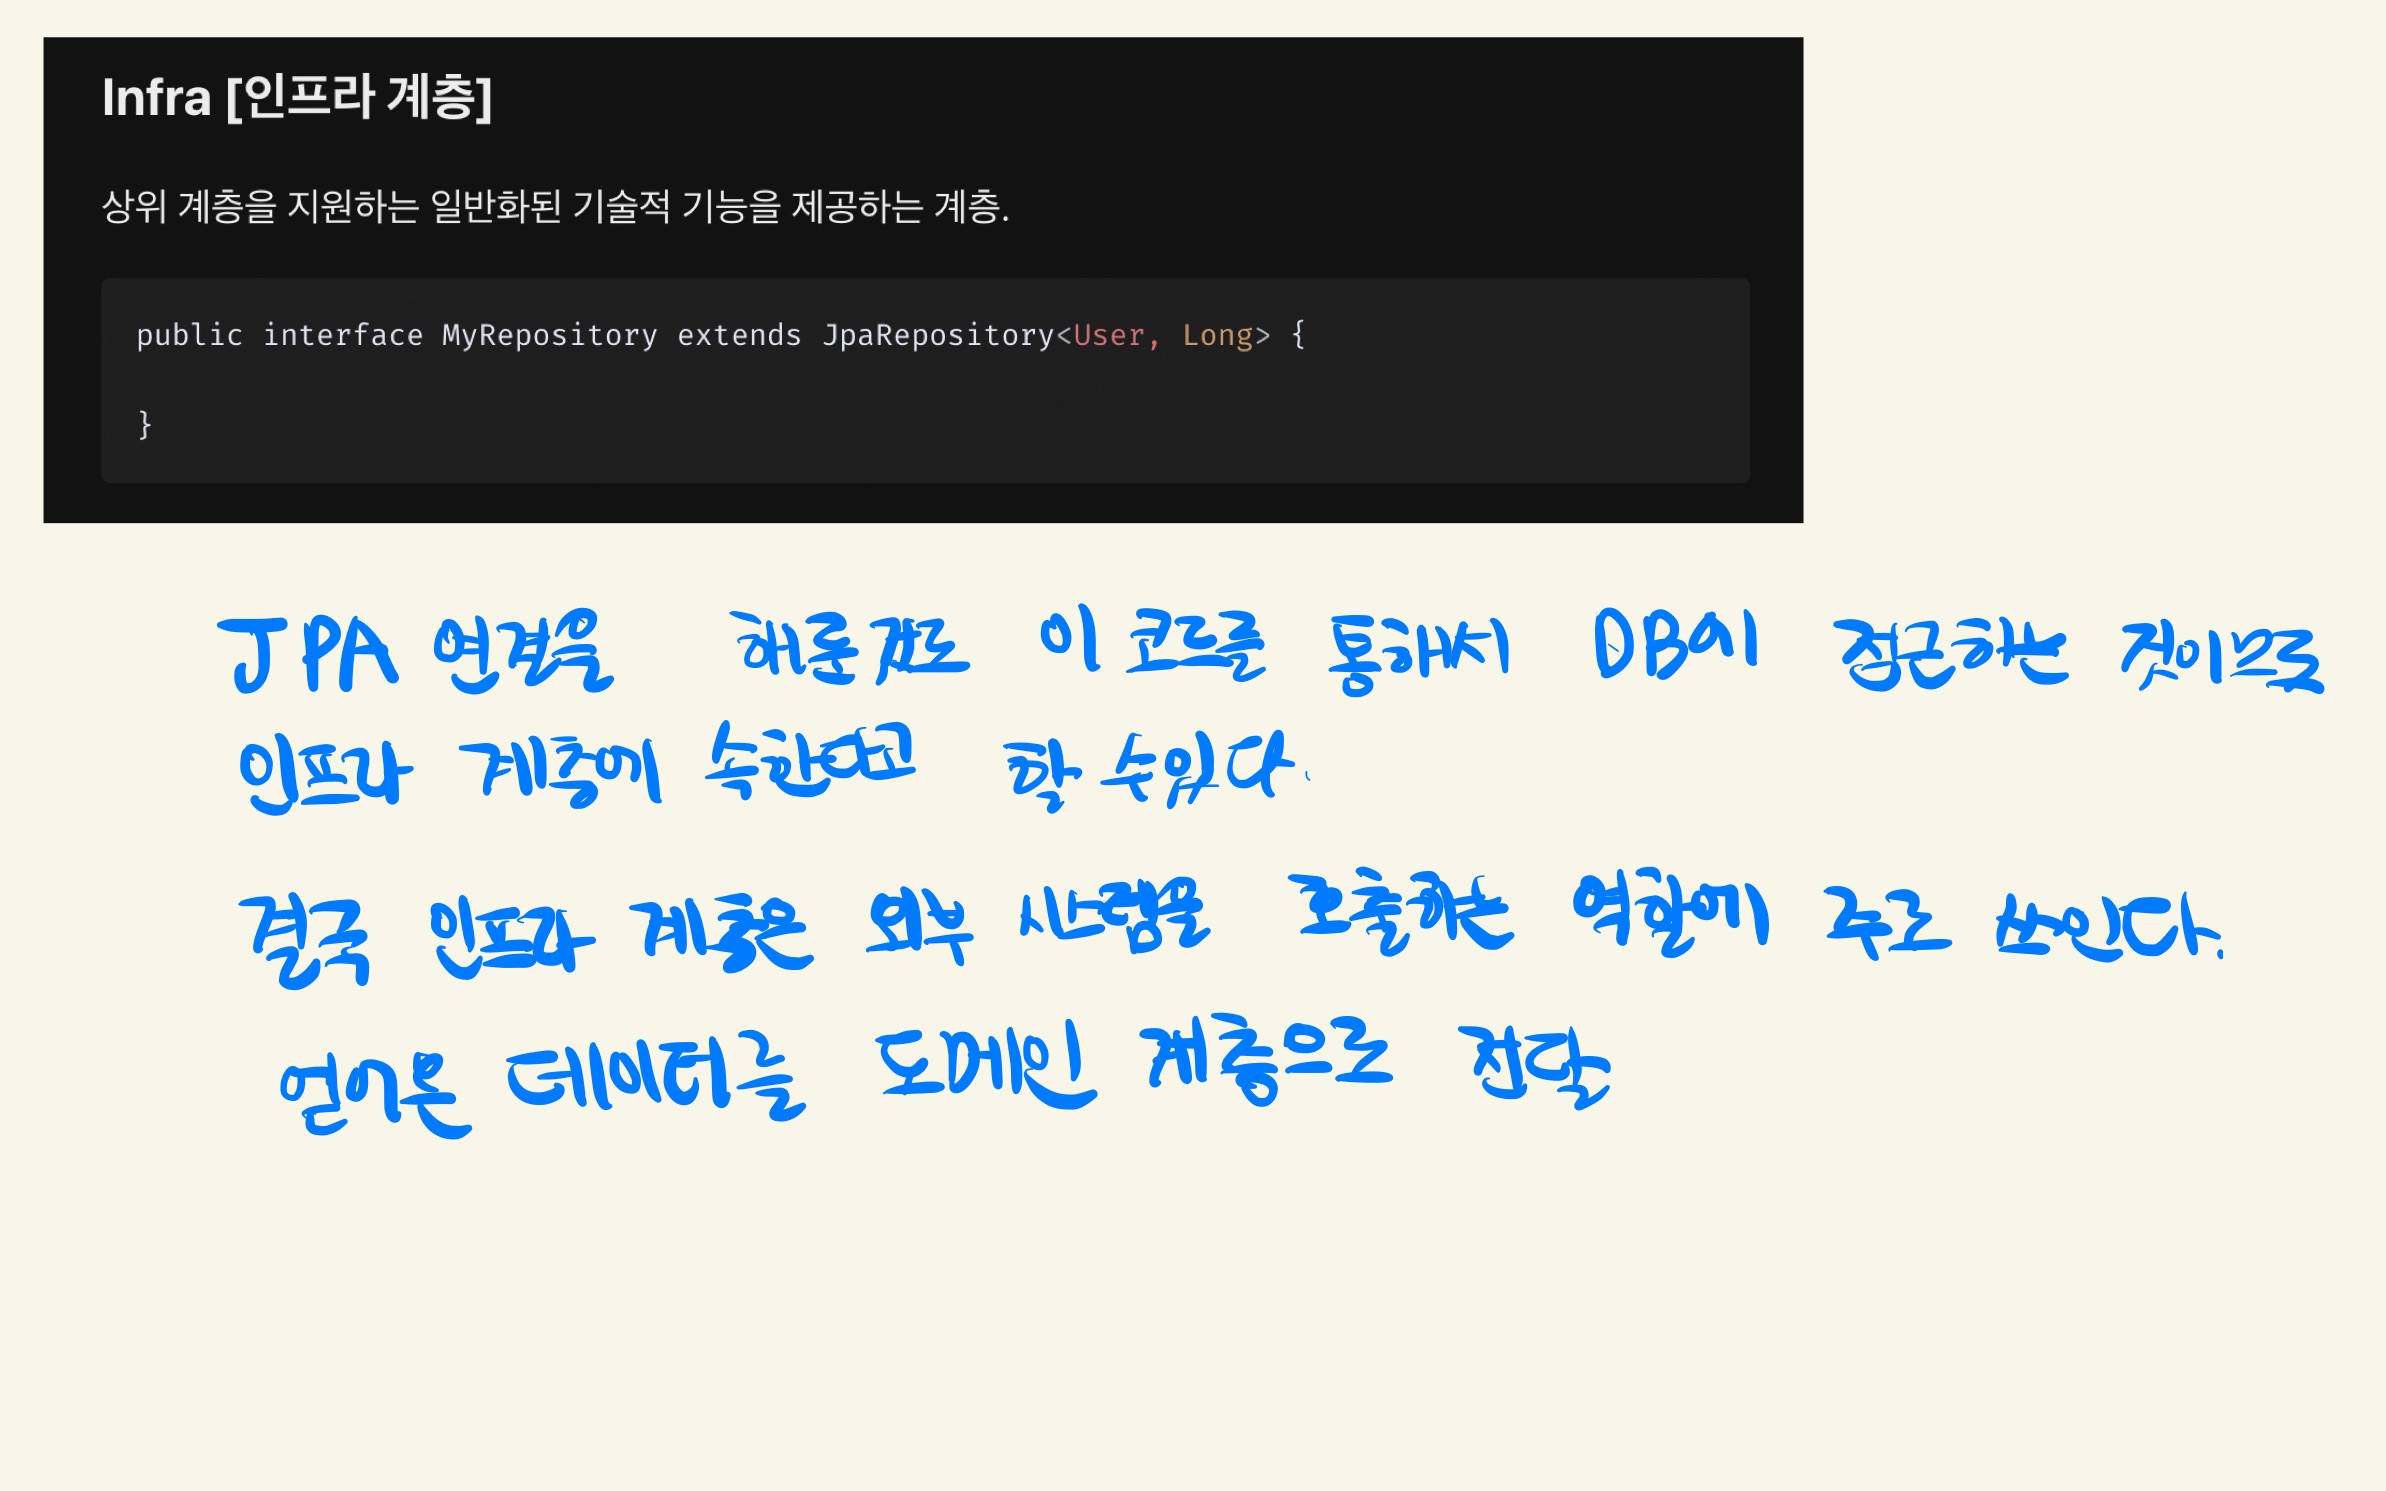 Infra [인프라 계층]
상위 계층을 지원하는 일반화된 기술적 기능을 제공하는 계층.
public interface MyRepository extends JpaRepository<User, Long> {
}
JPA 연결을 해준 것도 이 코드를 통해서 DB에 접근하는 것이므로
인프라 계층에 속한다고 할 수 있다.
결국 인프라 계층은 외부 시스템을 호출하는 역할에 주로 쓰인다.
얻어온 데이터를 도메인 계층으로 전달